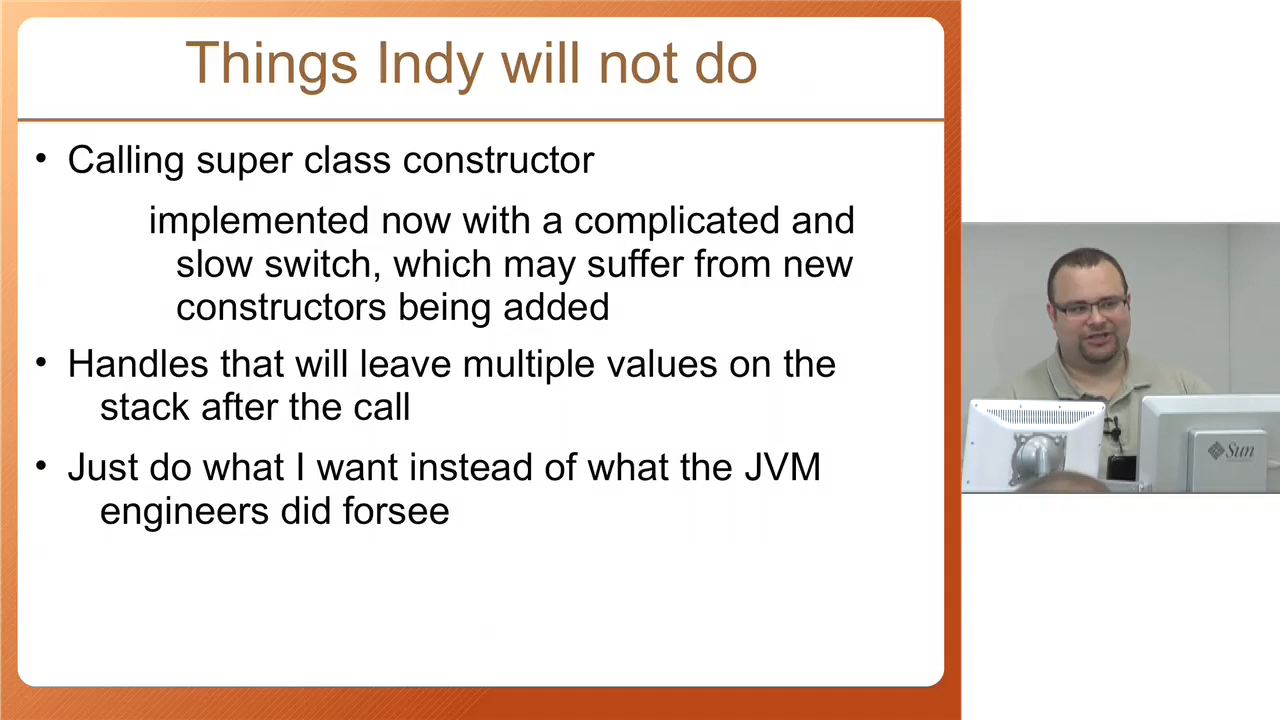 Things Indy will not do
• Calling super class constructor
implemented now with a complicated and
slow switch, which may suffer from new
constructors being added
• Handles that will leave multiple values on the
stack after the call
• Just do what I want instead of what the JVM
engineers did forsee
Sun